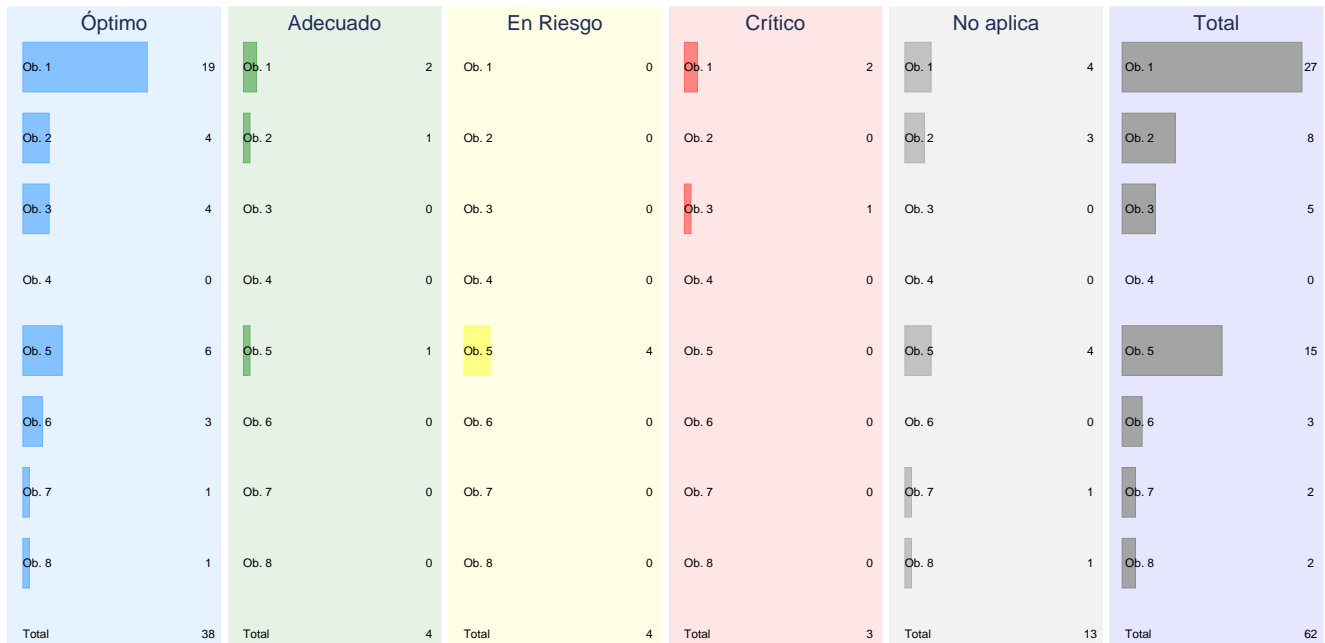 Óptimo Adecuado En Riesgo Crítico No aplica Total
Ob. 1 19 Ob. 1 2 Ob. 1 0 Ob. 1 2 Ob. 1 4 Ob. 1 27
Ob. 2 4 Ob. 2 1 Ob. 2 0 Ob. 2 0 Ob. 2 3 Ob. 2 8
Ob. 3 4 Ob. 3 0 Ob. 3 0 Ob. 3 1 Ob. 3 0 Ob. 3 5
Ob. 4 0 Ob. 4 0 Ob. 4 0 Ob. 4 0 Ob. 4 0 Ob. 4 0
Ob. 5 6 Ob. 5 1 Ob. 5 4 Ob. 5 0 Ob. 5 4 Ob. 5 15
Ob. 6 3 Ob. 6 0 Ob. 6 0 Ob. 6 0 Ob. 6 0 Ob. 6 3
Ob. 7 1 Ob. 7 0 Ob. 7 0 Ob. 7 0 Ob. 7 1 Ob. 7 2
Ob. 8 1 Ob. 8 0 Ob. 8 0 Ob. 8 0 Ob. 8 1 Ob. 8 2
Total 38 Total 4 Total 4 Total 3 Total 13 Total 62